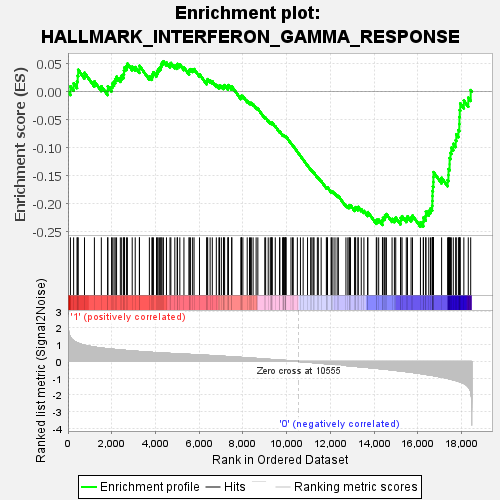 Enrichment plot:
HALLMARK_INTERFERON_GAMMA_RESPONSE
Enrichment score (ES)
0.05
0.00
-0.05
-0.10
-0.15
-0.20
-0.25
Ranked list metric (Signal2Noise)
'1' (positively correlated)
3
2
1
0
-1
-2
-3
-4
Zero cross at 10555
'0' (negatively correlated)
0
2,000
4,000
6,000
8,000
10,000
12,000
14,000
16,000
18,000
Rank in Ordered Dataset
Enrichment profile
Hits
Ranking metric scores